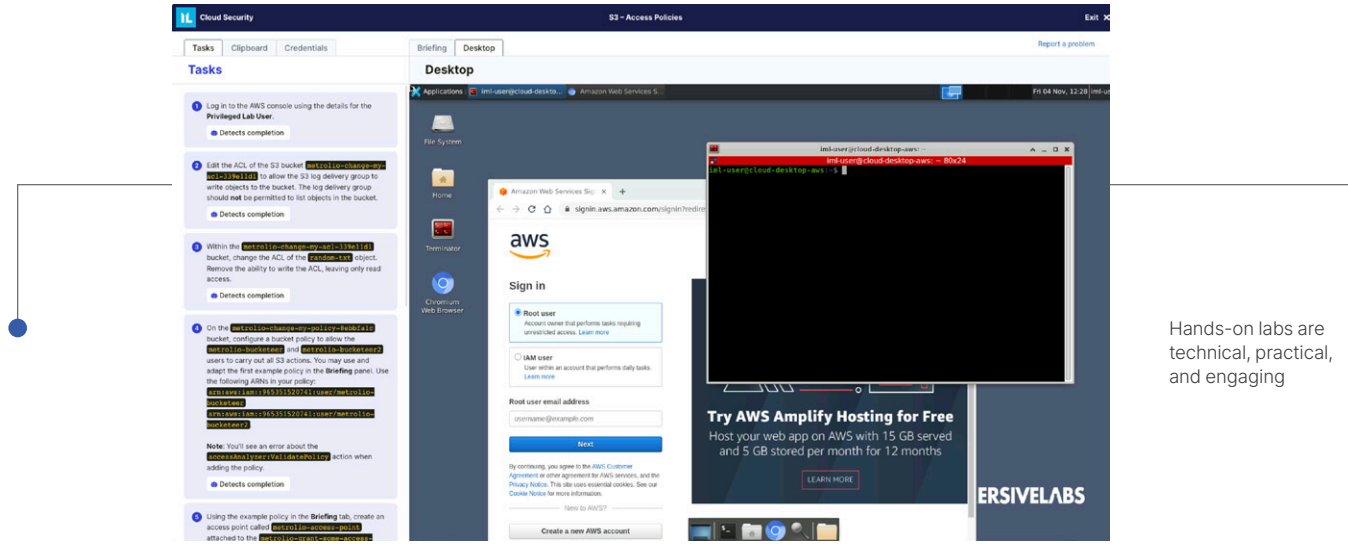 IL Cloud Security
S3 – Access Policies
Exit X
Tasks Clipboard Credentials
Briefing Desktop
Report a problem
Tasks
Desktop
1 Log in to the AWS console using the details for the
Privileged Lab User.
Detects completion
2 Edit the ACL of the S3 bucket metrolio-change-my-
acl-339e11d1 to allow the S3 log delivery group to
write objects to the bucket. The log delivery group
should not be permitted to list objects in the bucket.
Detects completion
3 Within the metrolio-change-my-acl-339e11d1
bucket, change the ACL of the random-txt object.
Remove the ability to write the ACL, leaving only read
access.
Detects completion
4 On the metrolio-change-my-policy-8ebbfa1c
bucket, configure a bucket policy to allow the
metrolio-bucketeer and metrolio-bucketeer2
users to carry out all S3 actions. You may use and
adapt the first example policy in the Briefing panel. Use
the following ARNs in your policy:
arn:aws:iam::965351520741:user/metrolio-
bucketeer
arn:aws:iam::965351520741:user/metrolio-
bucketeer2
Note: You'll see an error about the
accessAnalyzer:ValidatePolicy action when
adding the policy.
Detects completion
5 Using the example policy in the Briefing tab, create an
access point called metrolio-access-point
attached to the metrolio-grant-some-access-
Applications : iml-user@cloud-deskto... Amazon Web Services S...
Fri 04 Nov, 12:28 iml-us
File System
Home
Terminator
Chromium
Web Browser
iml-user@cloud-desktop-aws: ~
iml-user@cloud-desktop-aws: ~ 80x24
iml-user@cloud-desktop-aws:~$
Amazon Web Services Sig x +
signin.aws.amazon.com/signin?redire
aws
Sign in
Root user
Account owner that performs tasks requiring
unrestricted access. Learn more
IAM user
User within an account that performs daily tasks.
Learn more
Root user email address
username@example.com
Next
By continuing, you agree to the AWS Customer
Agreement or other agreement for AWS services, and the
Privacy Notice. This site uses essential cookies. See our
Cookie Notice for more information.
New to AWS?
Create a new AWS account
Try AWS Amplify Hosting for Free
Host your web app on AWS with 15 GB served
and 5 GB stored per month for 12 months
LEARN MORE
ERSIVELABS
Hands-on labs are
technical, practical,
and engaging